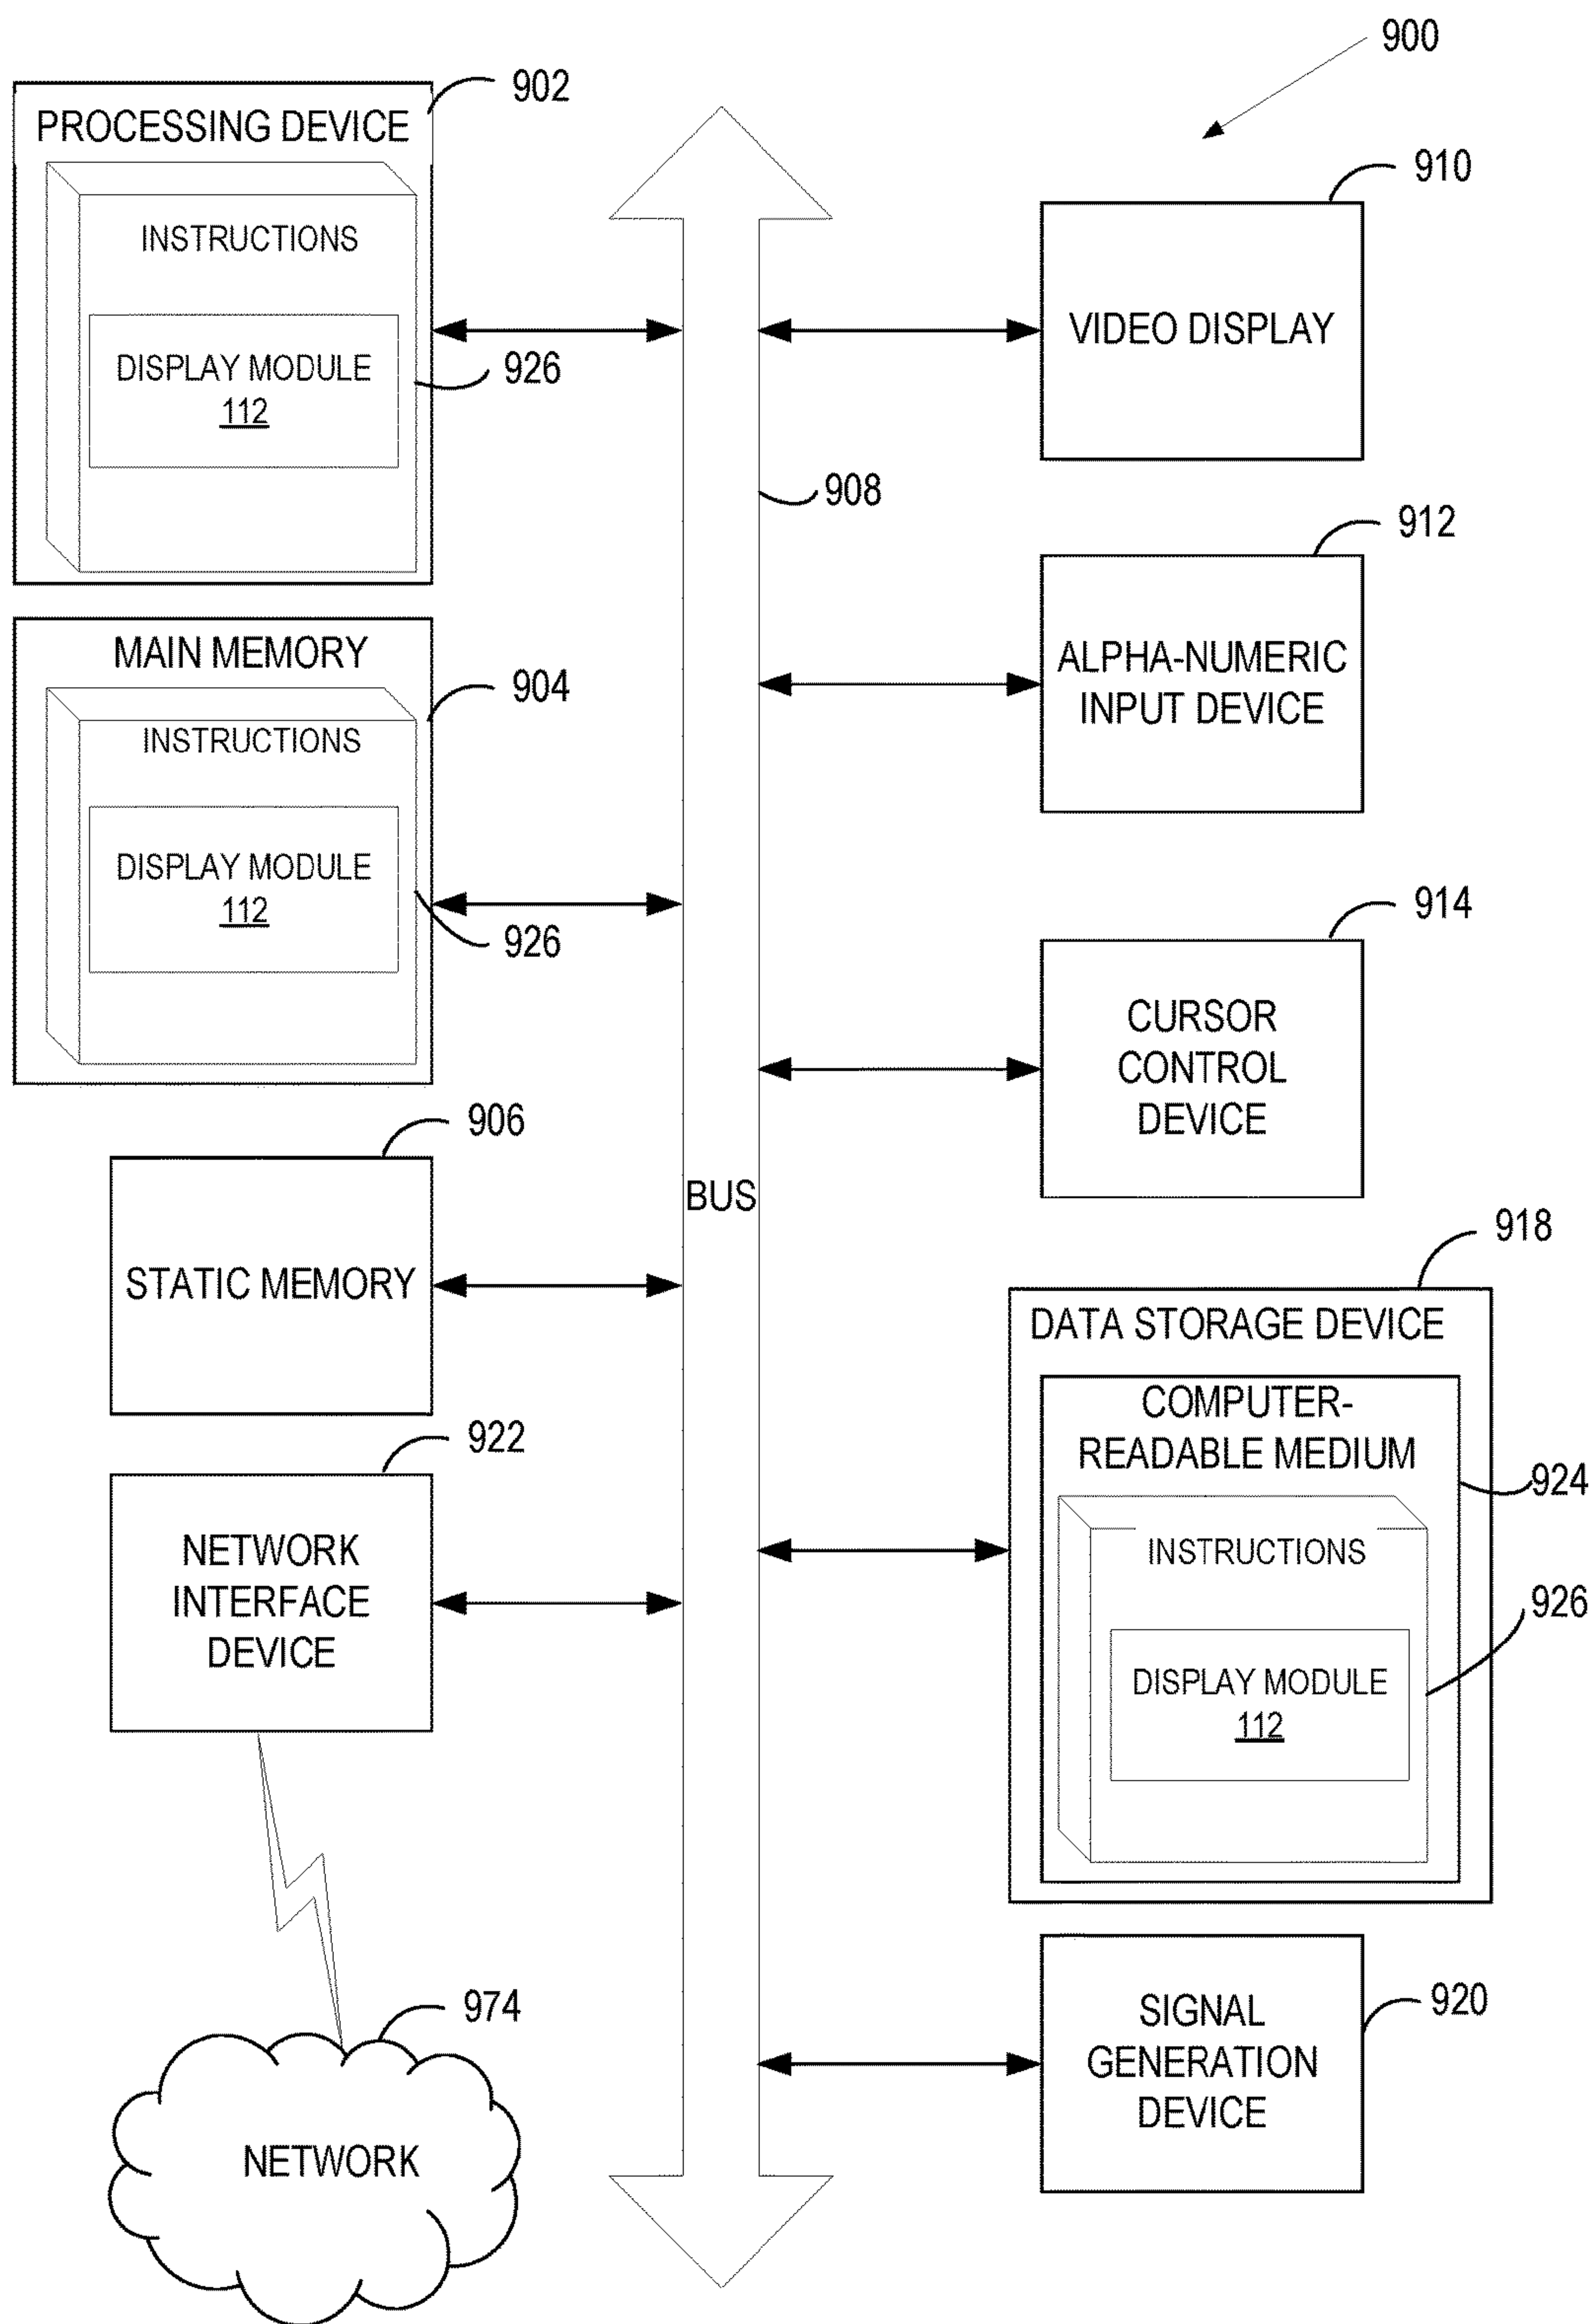 900
902
PROCESSING DEVICE
INSTRUCTIONS
DISPLAY MODULE
112
926
MAIN MEMORY
904
INSTRUCTIONS
DISPLAY MODULE
112
926
906
STATIC MEMORY
922
NETWORK
INTERFACE
DEVICE
974
NETWORK
908
BUS
910
VIDEO DISPLAY
912
ALPHA-NUMERIC
INPUT DEVICE
914
CURSOR
CONTROL
DEVICE
918
DATA STORAGE DEVICE
COMPUTER-
READABLE MEDIUM
924
INSTRUCTIONS
926
DISPLAY MODULE
112
SIGNAL
GENERATION
DEVICE
920